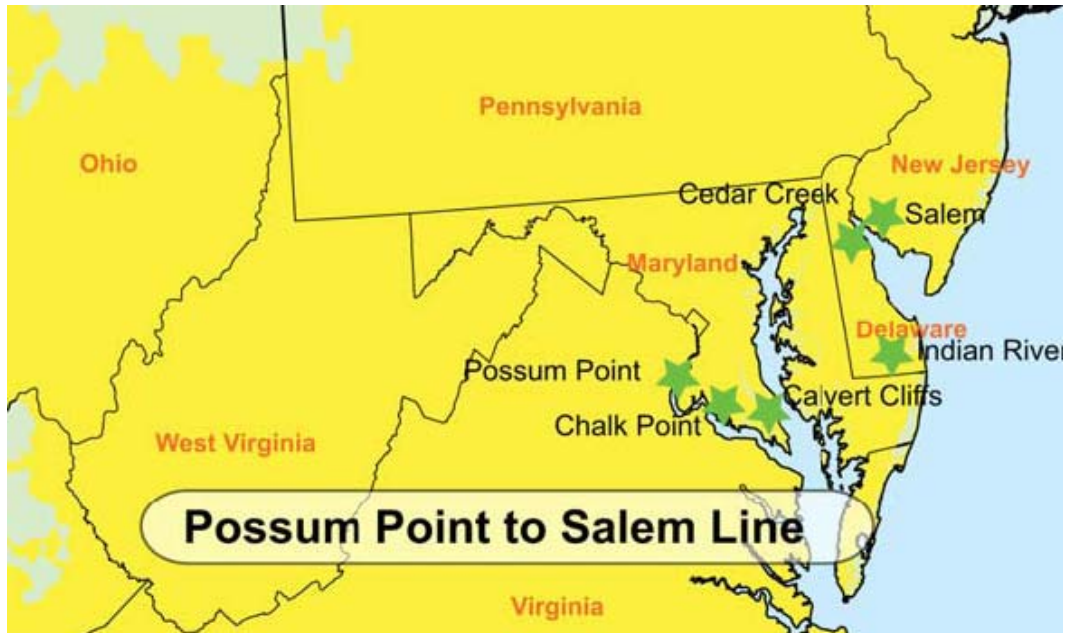 Pennsylvania
Ohio
New Jersey
Cedar Creek
Salem
Maryland
Delaware
Indian River
Possum Point
Calvert Cliffs
Chalk Point
West Virginia
Possum Point to Salem Line
Virginia